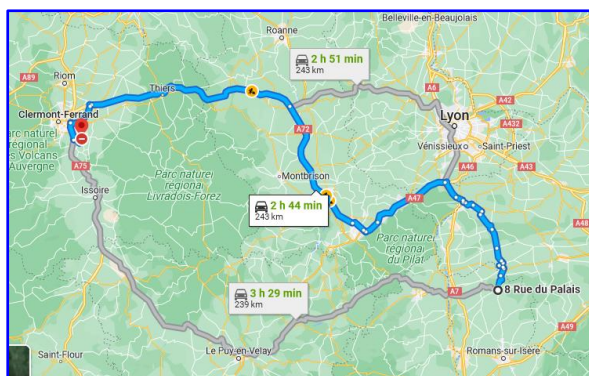 Belleville-en-Beaujolais
Roanne
2 h 51 min
243 km
A89
Riom
Thiers
A6
A42
Clermont-Ferrand
Lyon
A432
arc naturel
régional
es Volcans
Auvergne
A72
Vénissieux
Saint-Priest
A75
A46
A43
Parc naturel
régional
Livradois-Forez
Montbrison
Issoire
2 h 44 min
243 km
A47
A48
Parc naturel
régional
du Pilat
3 h 29 min
239 km
A7
8 Rue du Palais
A49
Saint-Flour
Le Puy-en-Velay
Romans-sur-Isère